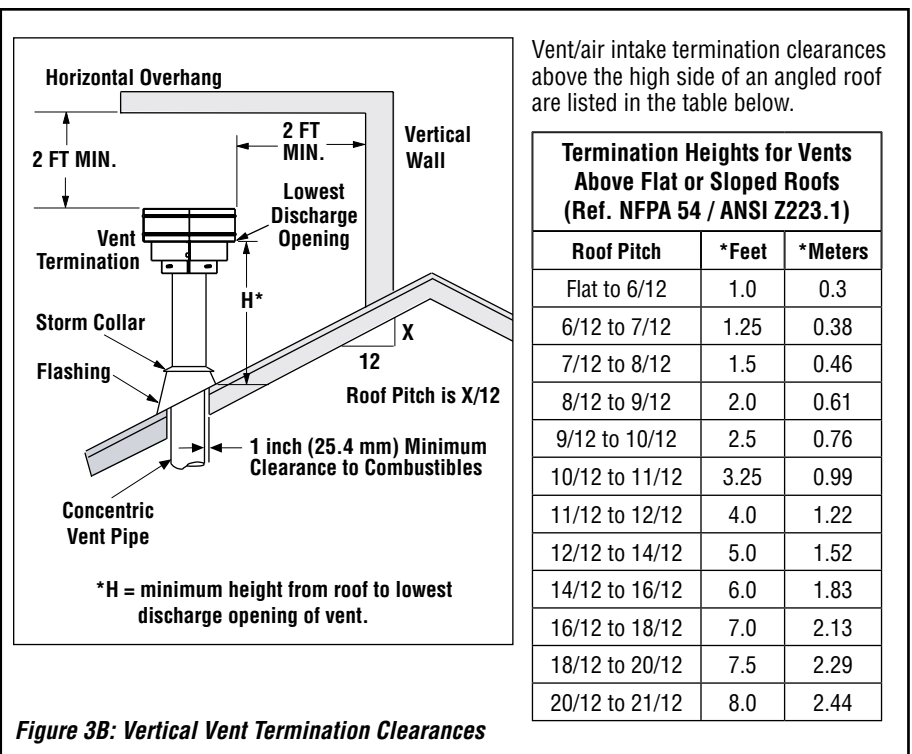 Horizontal Overhang
2 FT MIN.
2 FT
MIN.
Vertical
Wall
Lowest
Discharge
Opening
Vent
Termination
H*
Storm Collar
Flashing
X
12
Roof Pitch is X/12
1 inch (25.4 mm) Minimum
Clearance to Combustibles
Concentric
Vent Pipe
*H = minimum height from roof to lowest
discharge opening of vent.
Figure 3B: Vertical Vent Termination Clearances
Vent/air intake termination clearances
above the high side of an angled roof
are listed in the table below.
Termination Heights for Vents
Above Flat or Sloped Roofs
(Ref. NFPA 54 / ANSI Z223.1)
Roof Pitch *Feet *Meters
Flat to 6/12 1.0 0.3
6/12 to 7/12 1.25 0.38
7/12 to 8/12 1.5 0.46
8/12 to 9/12 2.0 0.61
9/12 to 10/12 2.5 0.76
10/12 to 11/12 3.25 0.99
11/12 to 12/12 4.0 1.22
12/12 to 14/12 5.0 1.52
14/12 to 16/12 6.0 1.83
16/12 to 18/12 7.0 2.13
18/12 to 20/12 7.5 2.29
20/12 to 21/12 8.0 2.44